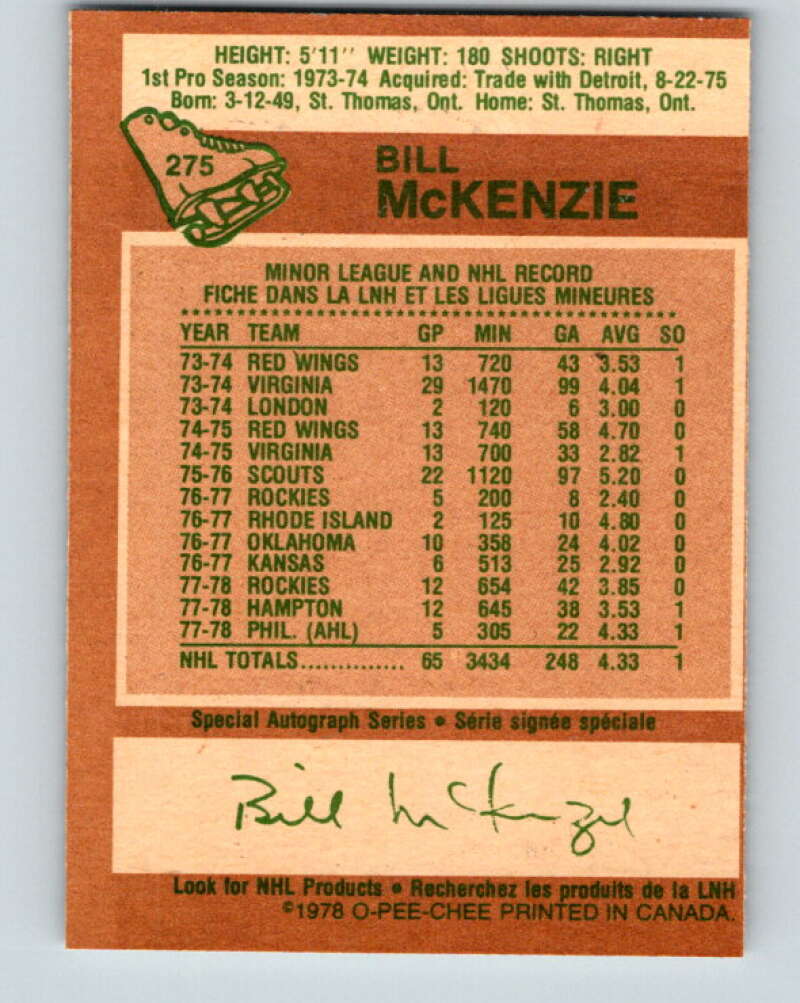 HEIGHT: 5'11'' WEIGHT: 180 SHOOTS: RIGHT
1st Pro Season: 1973-74 Acquired: Trade with Detroit, 8-22-75
Born: 3-12-49, St. Thomas, Ont. Home: St. Thomas, Ont.
275
BILL
McKENZIE
MINOR LEAGUE AND NHL RECORD
FICHE DANS LA LNH ET LES LIGUES MINEURES
YEAR TEAM GP MIN GA AVG SO
73-74 RED WINGS 13 720 43 3.53 1
73-74 VIRGINIA 29 1470 99 4.04 1
73-74 LONDON 2 120 6 3.00 0
74-75 RED WINGS 13 740 58 4.70 0
74-75 VIRGINIA 13 700 33 2.82 1
75-76 SCOUTS 22 1120 97 5.20 0
76-77 ROCKIES 5 200 8 2.40 0
76-77 RHODE ISLAND 2 125 10 4.80 0
76-77 OKLAHOMA 10 358 24 4.02 0
76-77 KANSAS 6 513 25 2.92 0
77-78 ROCKIES 12 654 42 3.85 0
77-78 HAMPTON 12 645 38 3.53 1
77-78 PHIL. (AHL) 5 305 22 4.33 1
NHL TOTALS.............. 65 3434 248 4.33 1
Special Autograph Series • Série signée spéciale
Bill McKenzie
Look for NHL Products • Recherchez les produits de la LNH
©1978 O-PEE-CHEE PRINTED IN CANADA.